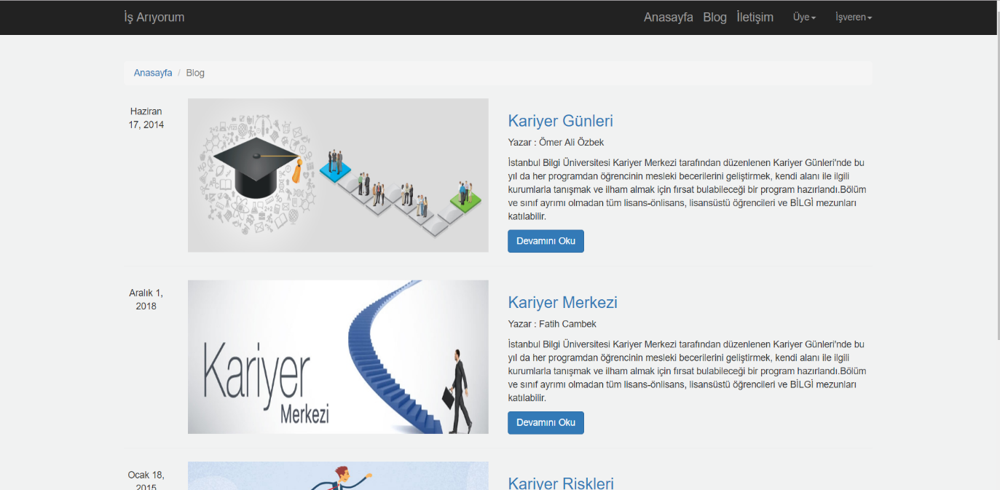 İş Arıyorum
Anasayfa Blog İletişim Üye İşveren
Anasayfa / Blog
Haziran
17, 2014
Kariyer Günleri
Yazar : Ömer Ali Özbek
İstanbul Bilgi Üniversitesi Kariyer Merkezi tarafından düzenlenen Kariyer Günleri'nde bu
yıl da her programdan öğrencinin mesleki becerilerini geliştirmek, kendi alanı ile ilgili
kurumlarla tanışmak ve ilham almak için fırsat bulabileceği bir program hazırlandı.Bölüm
ve sınıf ayrımı olmadan tüm lisans-önlisans, lisansüstü öğrencileri ve BİLGİ mezunları
katılabilir.
Devamını Oku
Aralık 1,
2018
Kariyer
Merkezi
Kariyer Merkezi
Yazar : Fatih Cambek
İstanbul Bilgi Üniversitesi Kariyer Merkezi tarafından düzenlenen Kariyer Günleri'nde bu
yıl da her programdan öğrencinin mesleki becerilerini geliştirmek, kendi alanı ile ilgili
kurumlarla tanışmak ve ilham almak için fırsat bulabileceği bir program hazırlandı.Bölüm
ve sınıf ayrımı olmadan tüm lisans-önlisans, lisansüstü öğrencileri ve BİLGİ mezunları
katılabilir.
Devamını Oku
Ocak 18,
2015
Kariyer Riskleri